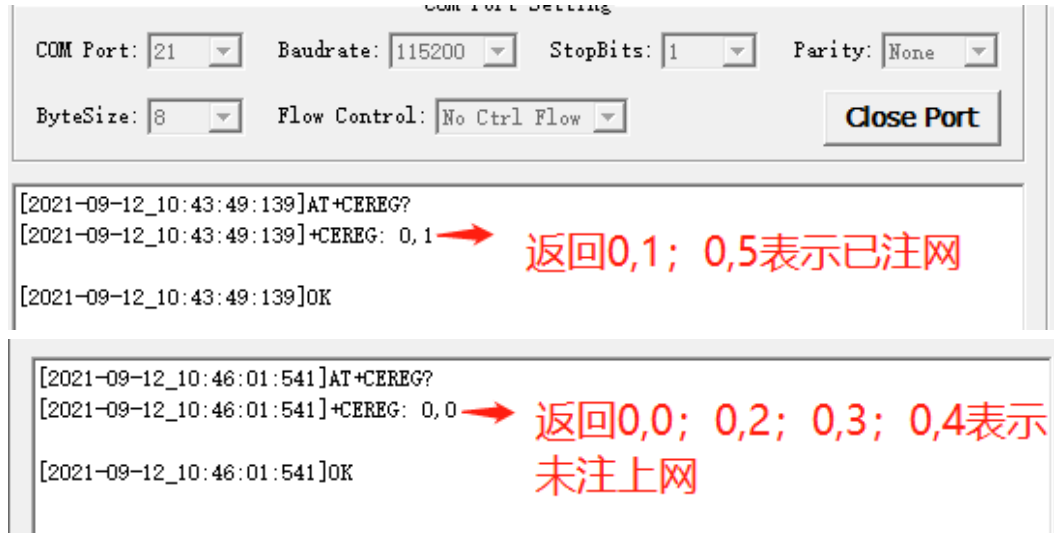 Com Port Setting
COM Port: 21 Baudrate: 115200 StopBits: 1 Parity: None
ByteSize: 8 Flow Control: No Ctrl Flow Close Port
[2021-09-12_10:43:49:139]AT+CEREG?
[2021-09-12_10:43:49:139]+CEREG: 0,1
返回0,1；0,5表示已注网
[2021-09-12_10:43:49:139]OK
[2021-09-12_10:46:01:541]AT+CEREG?
[2021-09-12_10:46:01:541]+CEREG: 0,0
返回0,0；0,2；0,3；0,4表示
未注上网
[2021-09-12_10:46:01:541]OK